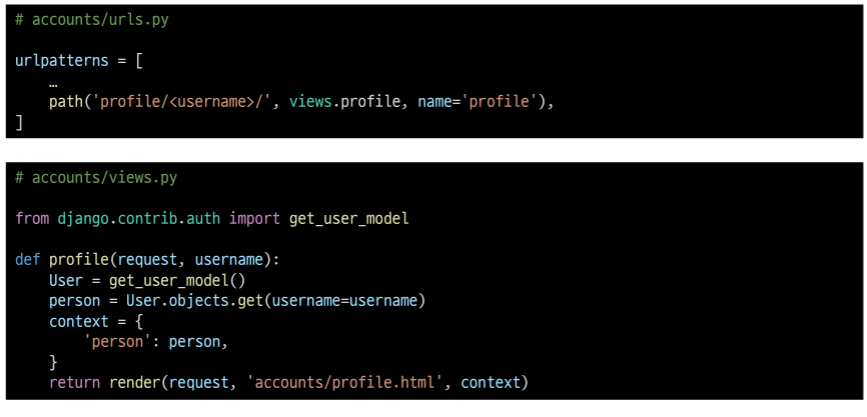 # accounts/urls.py
urlpatterns = [
    …
    path('profile/<username>/', views.profile, name='profile'),
]
# accounts/views.py
from django.contrib.auth import get_user_model
def profile(request, username):
    User = get_user_model()
    person = User.objects.get(username=username)
    context = {
        'person': person,
    }
    return render(request, 'accounts/profile.html', context)